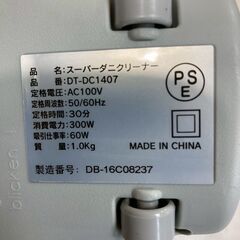 品　　名：スーパーダニクリーナー
品　　番：DT-DC1407
定格電圧：AC100V
定格周波数：50/60Hz
定格時間：30分
消費電力：300W
吸引仕事率：60W
質　　量：1.0Kg
PSE
MADE IN CHINA
製造番号：　DB-16C08237